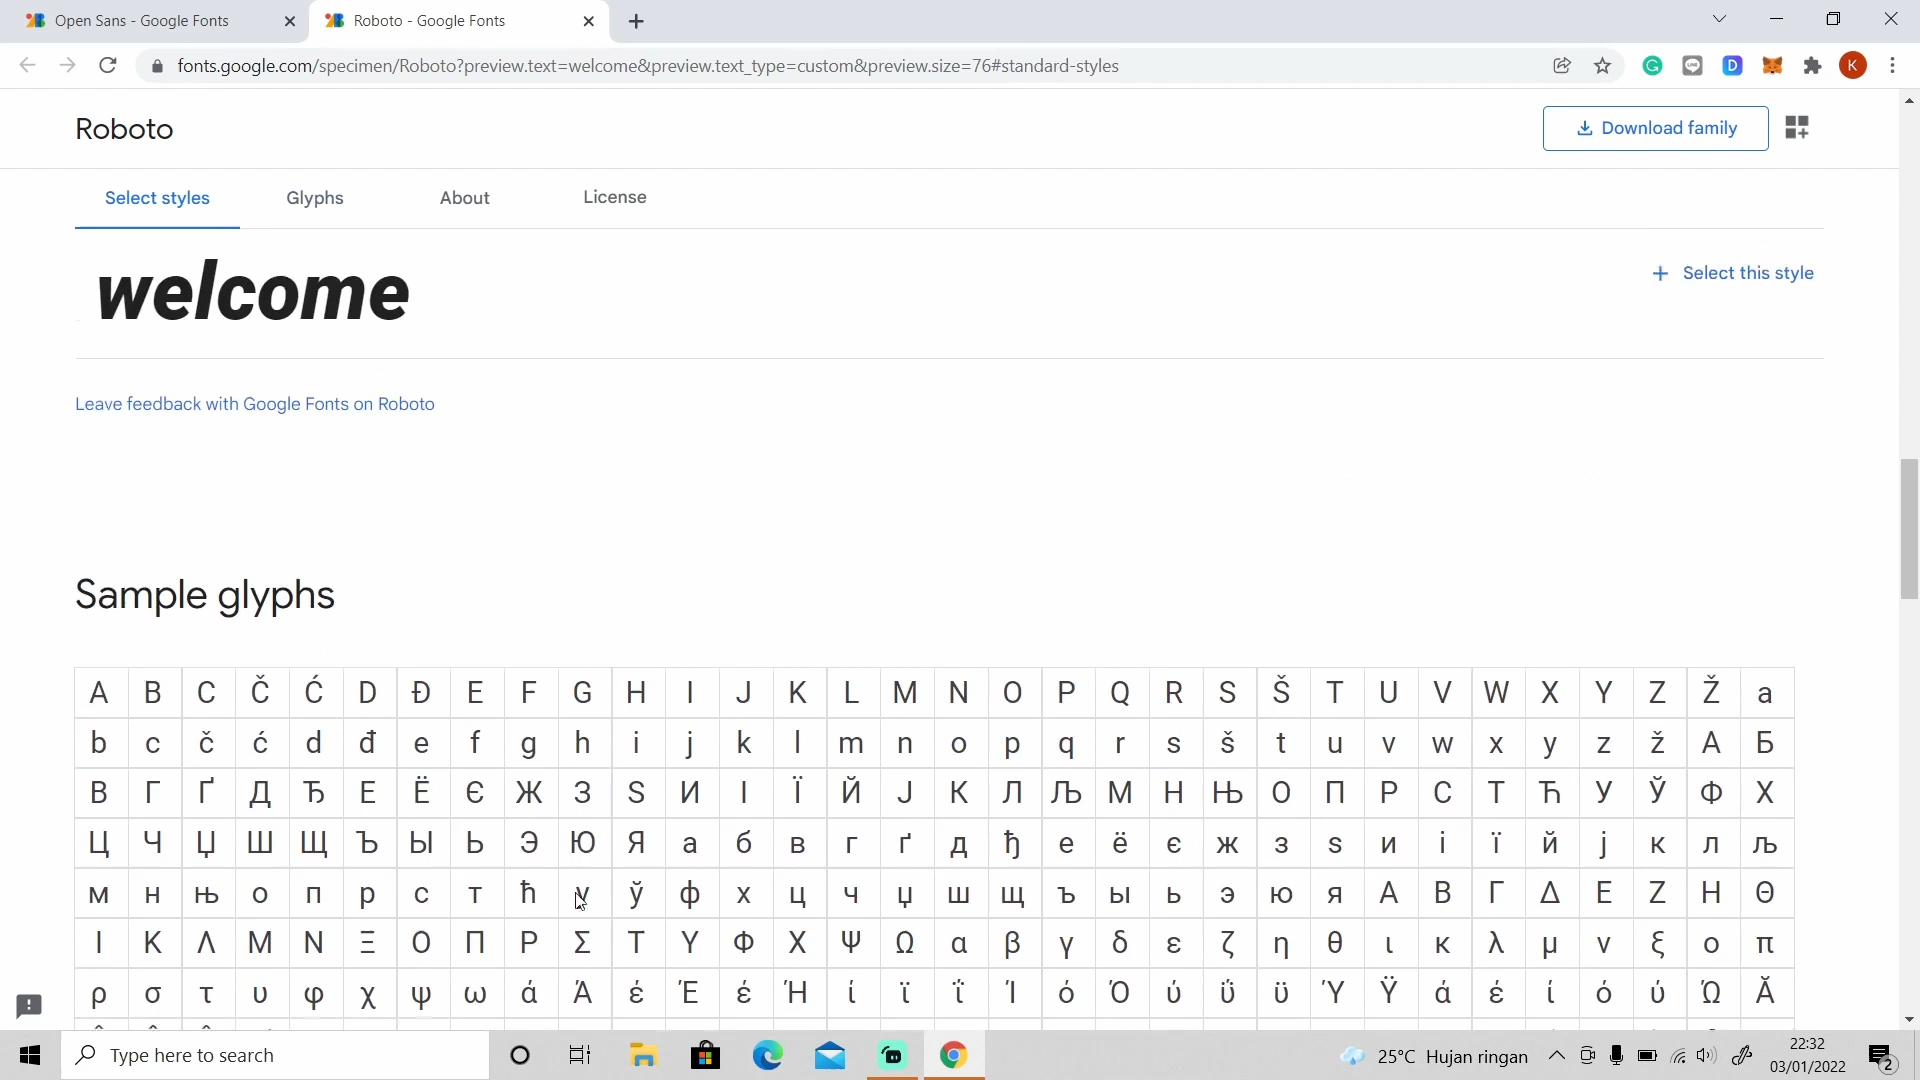 Open Sans - Google Fonts
Roboto - Google Fonts
fonts.google.com/specimen/Roboto?preview.text=welcome&preview.text_type=custom&preview.size=76#standard-styles
K
Roboto
Download family
Select styles
Glyphs
About
License
welcome
Select this style
Leave feedback with Google Fonts on Roboto
Sample glyphs
A B C Č Ć D Đ E F G H I J K L M N O P Q R S Š T U V W X Y Z Ž a
b c č ć d đ e f g h i j k l m n o p q r s š t u v w x y z ž А Б
В Г Ґ Д Ђ Е Ё Є Ж З Ѕ И І Ї Й Ј К Л Љ М Н Њ О П Р С Т Ћ У Ў Ф Х
Ц Ч Џ Ш Щ Ъ Ы Ь Э Ю Я а б в г ґ д ђ е ё є ж з ѕ и і ї й ј к л љ
м н њ о п р с т ћ у ў ф х ц ч џ ш щ ъ ы ь э ю я Α Β Γ Δ Ε Ζ Η Θ
Ι Κ Λ Μ Ν Ξ Ο Π Ρ Σ Τ Υ Φ Χ Ψ Ω α β γ δ ε ζ η θ ι κ λ μ ν ξ ο π
ρ σ τ υ φ χ ψ ω ά Ά έ Έ έ Ή ί ϊ ΐ Ί ό Ό ύ ΰ ϋ Ύ Ϋ ά έ ί ό ύ Ώ Ă
Type here to search
25°C Hujan ringan
22:32
03/01/2022
2